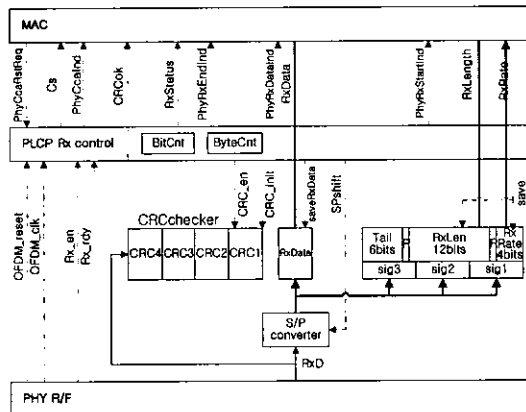 MAC
PhyCcaRstReq
Cs
PhyCcaInd
CRCok
RxStatus
PhyRxEndInd
PhyRxDataInd
RxData
PhyRxStartInd
RxLength
RxRate
PLCP Rx control
BitCnt
ByteCnt
OFDM_reset
OFDM_clk
Rx_en
Rx_rdy
CRC_en
CRC_init
saveRxData
SPshift
save
CRCchecker
CRC4
CRC3
CRC2
CRC1
RxData
Tail
6bits
P
RxLen
12bits
R
Rx
Rate
4bits
sig3
sig2
sig1
S/P
converter
RxD
PHY R/F